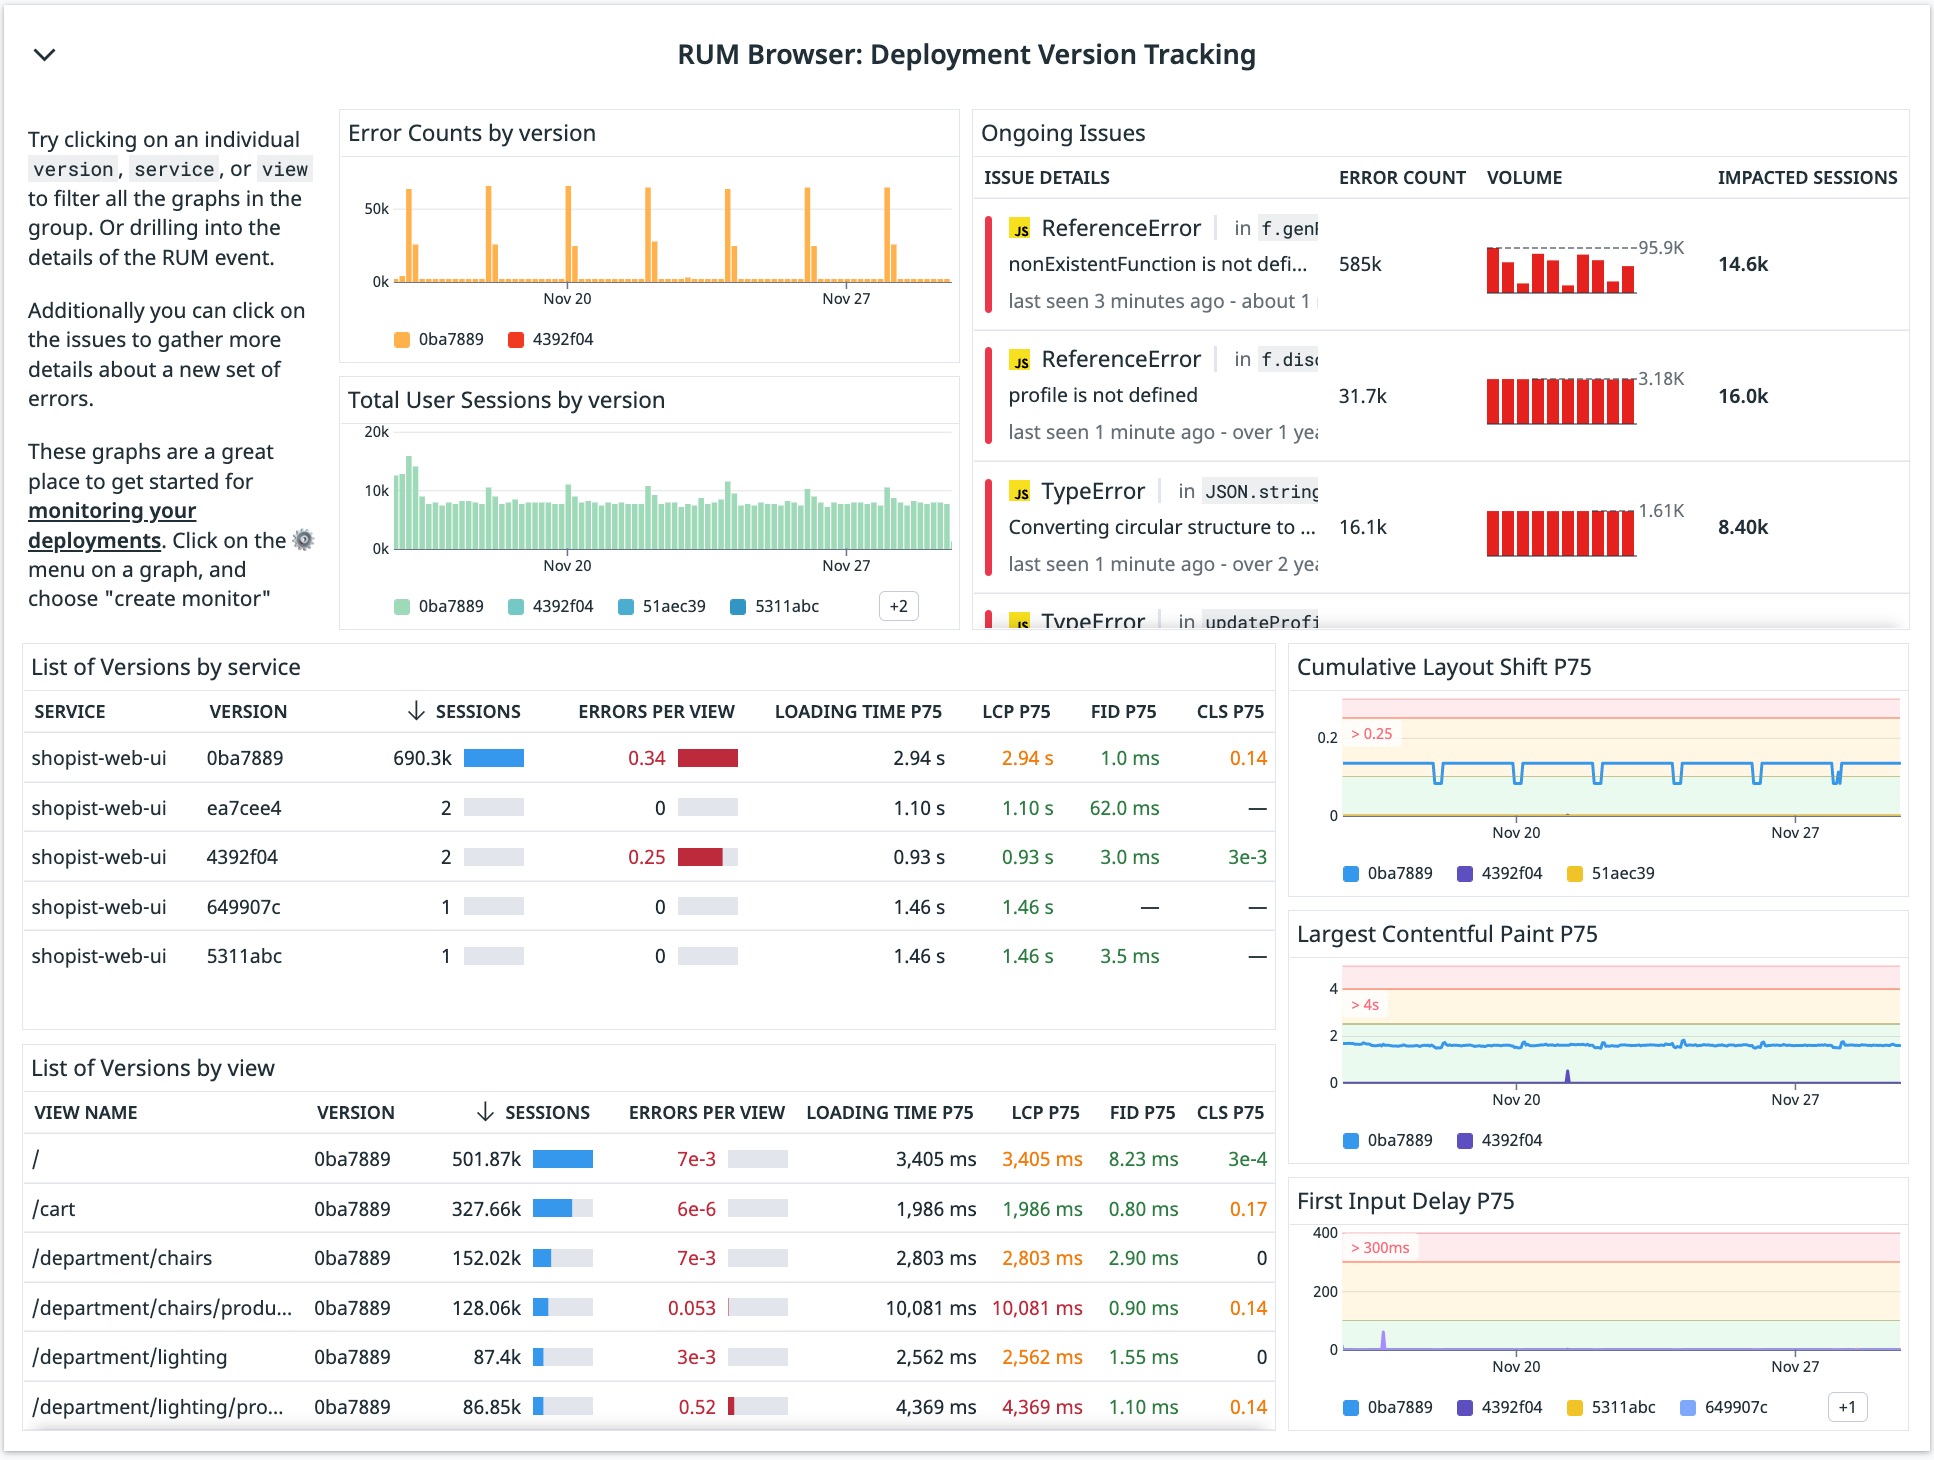 RUM Browser: Deployment Version Tracking
Try clicking on an individual
version, service, or view
to filter all the graphs in the
group. Or drilling into the
details of the RUM event.
Additionally you can click on
the issues to gather more
details about a new set of
errors.
These graphs are a great
place to get started for
monitoring your
deployments. Click on the
menu on a graph, and
choose "create monitor"
Error Counts by version
50k
0k
Nov 20 Nov 27
0ba7889 4392f04
Total User Sessions by version
20k
10k
0k
Nov 20 Nov 27
0ba7889 4392f04 51aec39 5311abc +2
Ongoing Issues
ISSUE DETAILS ERROR COUNT VOLUME IMPACTED SESSIONS
JS ReferenceError in f.gen
nonExistentFunction is not defi... 585k 95.9K 14.6k
last seen 3 minutes ago - about 1
JS ReferenceError in f.disc
profile is not defined 31.7k 3.18K 16.0k
last seen 1 minute ago - over 1 yea
JS TypeError in JSON.string
Converting circular structure to ... 16.1k 1.61K 8.40k
last seen 1 minute ago - over 2 yea
JS TypeError in updateProfi
List of Versions by service
SERVICE VERSION SESSIONS ERRORS PER VIEW LOADING TIME P75 LCP P75 FID P75 CLS P75
shopist-web-ui 0ba7889 690.3k 0.34 2.94 s 2.94 s 1.0 ms 0.14
shopist-web-ui ea7cee4 2 0 1.10 s 1.10 s 62.0 ms —
shopist-web-ui 4392f04 2 0.25 0.93 s 0.93 s 3.0 ms 3e-3
shopist-web-ui 649907c 1 0 1.46 s 1.46 s — —
shopist-web-ui 5311abc 1 0 1.46 s 1.46 s 3.5 ms —
List of Versions by view
VIEW NAME VERSION SESSIONS ERRORS PER VIEW LOADING TIME P75 LCP P75 FID P75 CLS P75
/ 0ba7889 501.87k 7e-3 3,405 ms 3,405 ms 8.23 ms 3e-4
/cart 0ba7889 327.66k 6e-6 1,986 ms 1,986 ms 0.80 ms 0.17
/department/chairs 0ba7889 152.02k 7e-3 2,803 ms 2,803 ms 2.90 ms 0
/department/chairs/produ... 0ba7889 128.06k 0.053 10,081 ms 10,081 ms 0.90 ms 0.14
/department/lighting 0ba7889 87.4k 3e-3 2,562 ms 2,562 ms 1.55 ms 0
/department/lighting/pro... 0ba7889 86.85k 0.52 4,369 ms 4,369 ms 1.10 ms 0.14
Cumulative Layout Shift P75
0.2
> 0.25
0
Nov 20 Nov 27
0ba7889 4392f04 51aec39
Largest Contentful Paint P75
4
> 4s
2
0
Nov 20 Nov 27
0ba7889 4392f04
First Input Delay P75
400
> 300ms
200
0
Nov 20 Nov 27
0ba7889 4392f04 5311abc 649907c +1